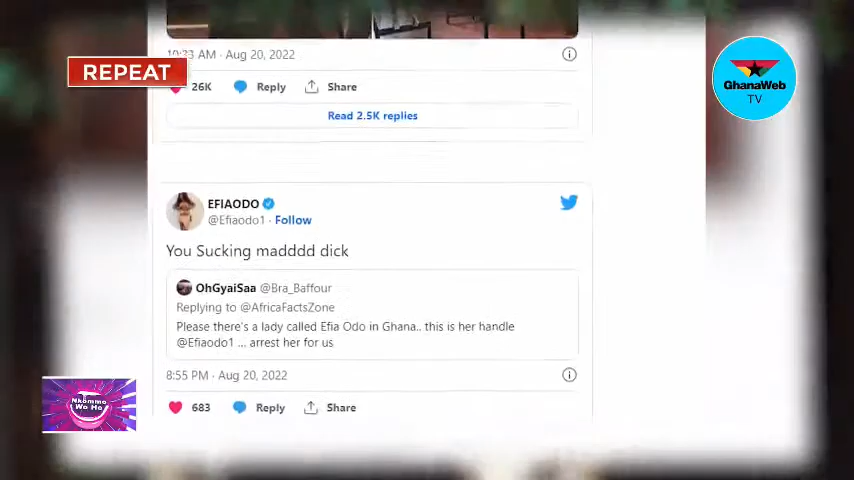 10:23 AM · Aug 20, 2022
REPEAT
GhanaWeb
TV
26K Reply Share
Read 2.5K replies
EFIAODO
@Efiaodo1 · Follow
You Sucking madddd dick
OhGyaiSaa @Bra_Baffour
Replying to @AfricaFactsZone
Please there's a lady called Efia Odo in Ghana.. this is her handle
@Efiaodo1 ... arrest her for us
8:55 PM · Aug 20, 2022
Nkommo
Wo Ho
683 Reply Share